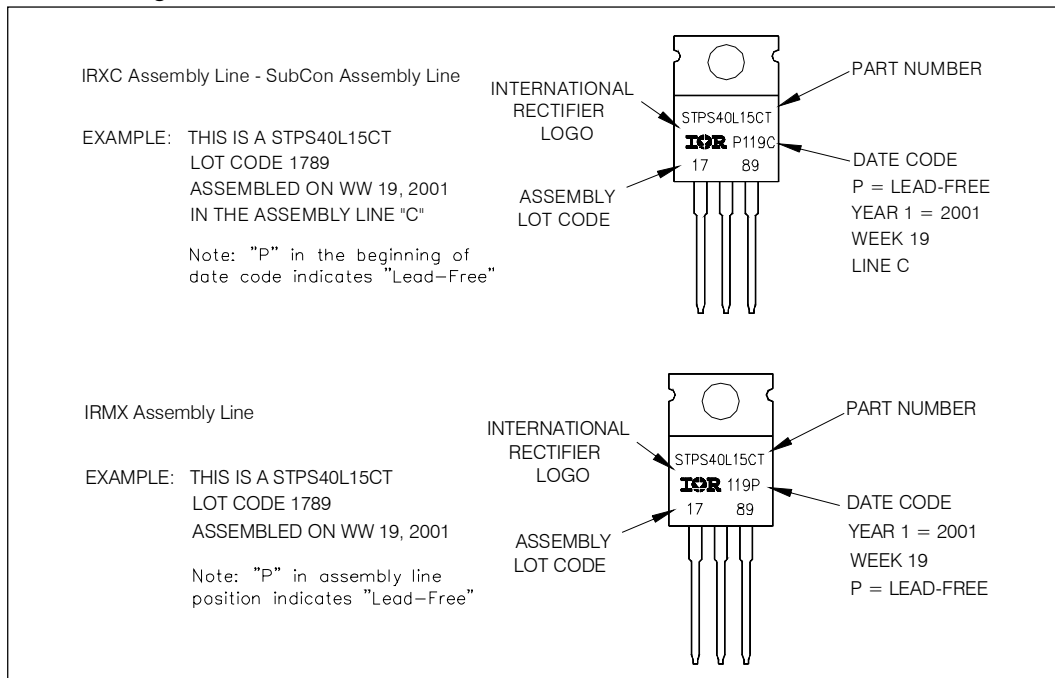 IRXC Assembly Line - SubCon Assembly Line
EXAMPLE: THIS IS A STPS40L15CT
LOT CODE 1789
ASSEMBLED ON WW 19, 2001
IN THE ASSEMBLY LINE "C"
Note: "P" in the beginning of
date code indicates "Lead-Free"
INTERNATIONAL
RECTIFIER
LOGO
ASSEMBLY
LOT CODE
STPS40L15CT
IOR P119C
17 89
PART NUMBER
DATE CODE
P = LEAD-FREE
YEAR 1 = 2001
WEEK 19
LINE C
IRMX Assembly Line
EXAMPLE: THIS IS A STPS40L15CT
LOT CODE 1789
ASSEMBLED ON WW 19, 2001
Note: "P" in assembly line
position indicates "Lead-Free"
INTERNATIONAL
RECTIFIER
LOGO
ASSEMBLY
LOT CODE
STPS40L15CT
IOR 119P
17 89
PART NUMBER
DATE CODE
YEAR 1 = 2001
WEEK 19
P = LEAD-FREE